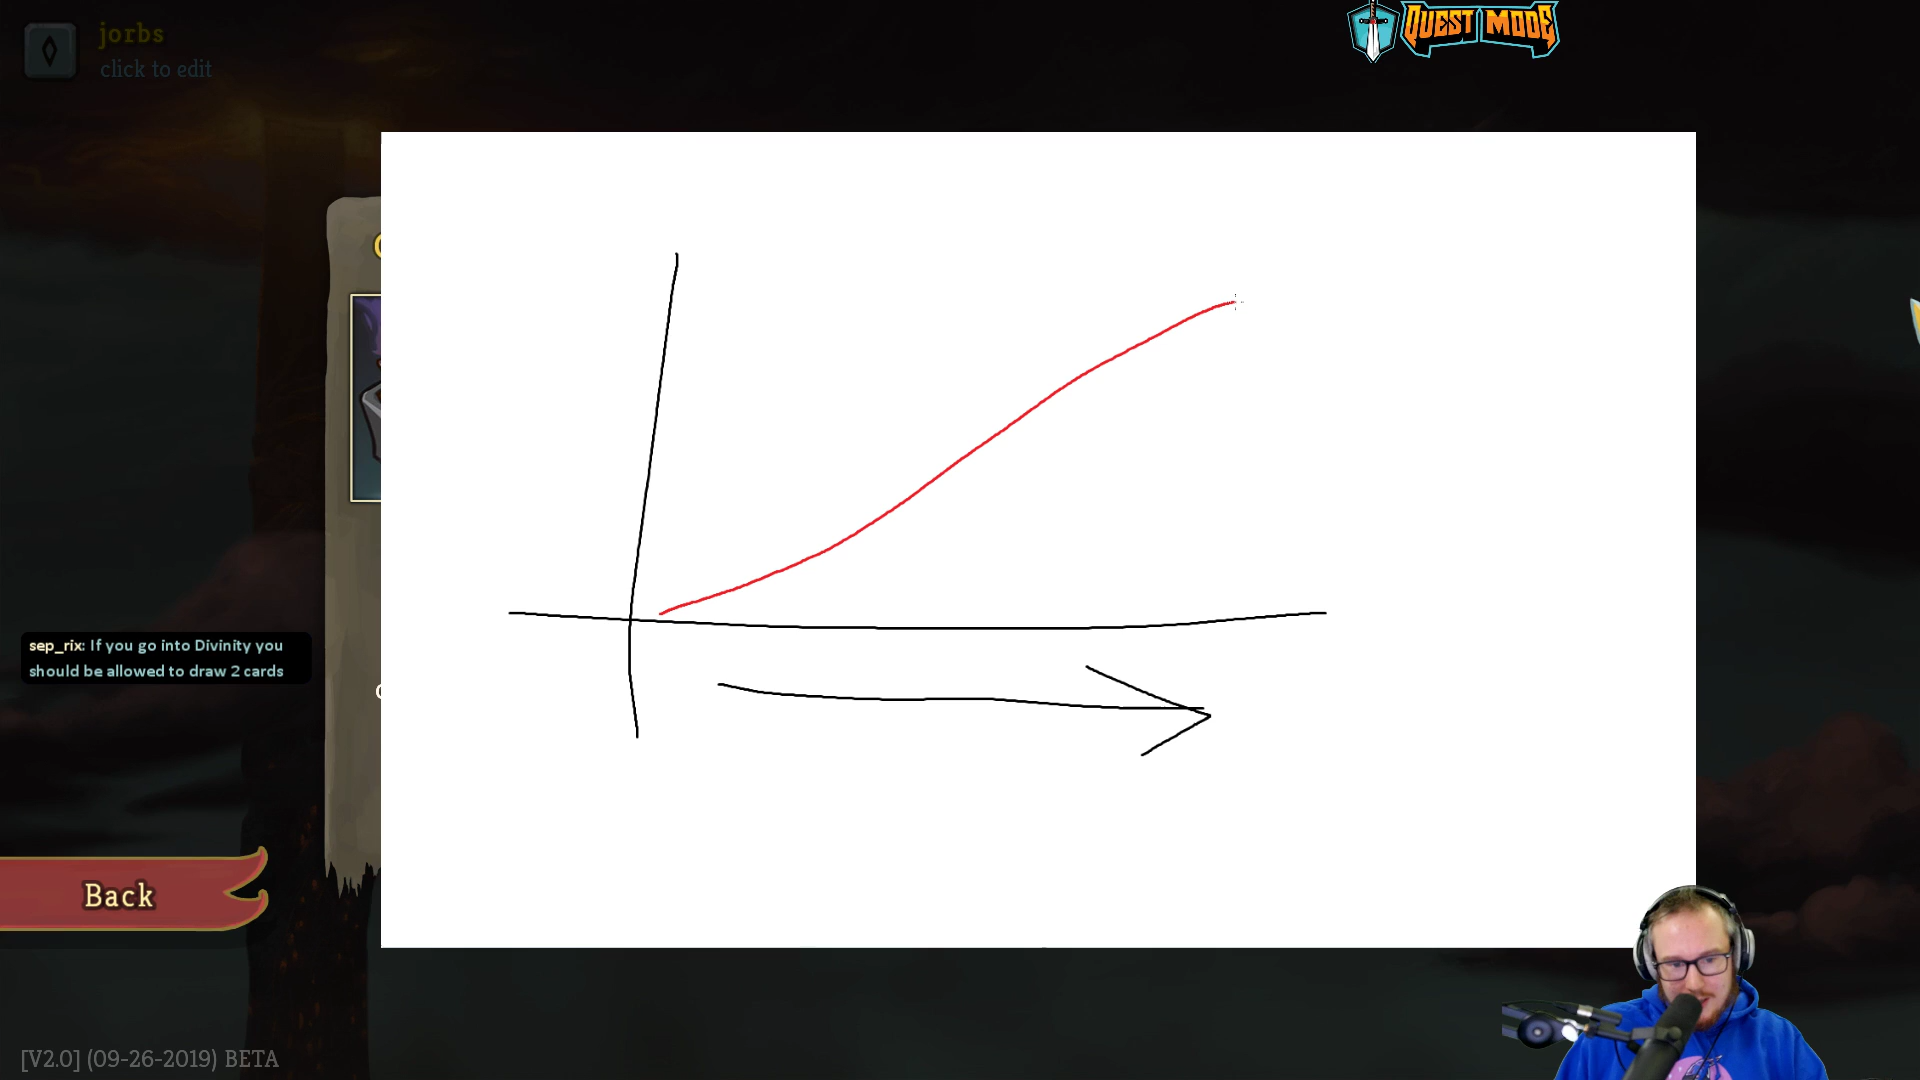 jorbs
click to edit
QUEST MODE
sep_rix: If you go into Divinity you
should be allowed to draw 2 cards
Back
[V2.0] (09-26-2019) BETA